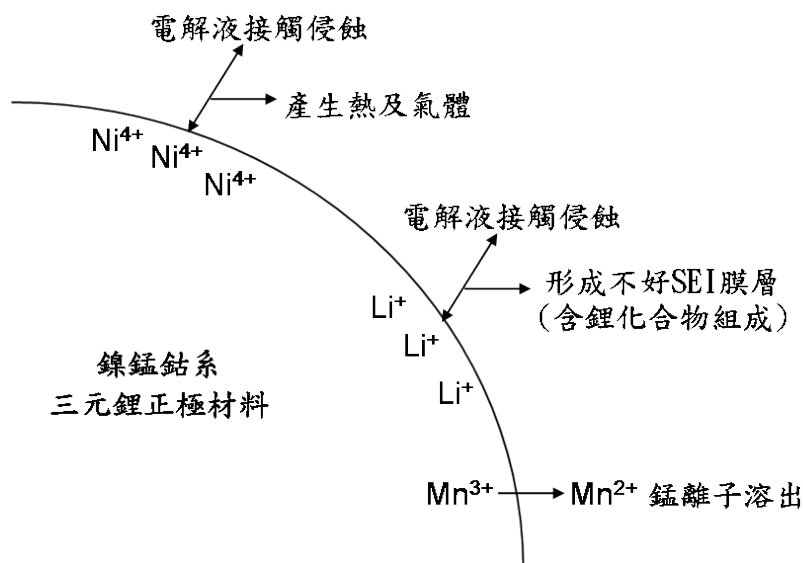 電解液接觸侵蝕
產生熱及氣體
Ni⁴⁺
Ni⁴⁺
Ni⁴⁺
電解液接觸侵蝕
形成不好SEI膜層
(含鋰化合物組成)
Li⁺
Li⁺
Li⁺
鎳錳鈷系
三元鋰正極材料
Mn³⁺ Mn²⁺ 錳離子溶出